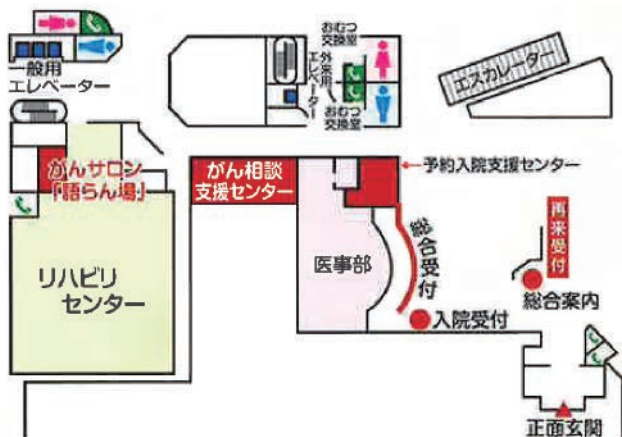 一般用
エレベーター
おむつ
交換室
外来用
エレベーター
おむつ
交換室
エスカレーター
がんサロン
「語らん場」
がん相談
支援センター
予約入院支援センター
リハビリ
センター
医事部
総合受付
入院受付
再来受付
総合案内
正面玄関